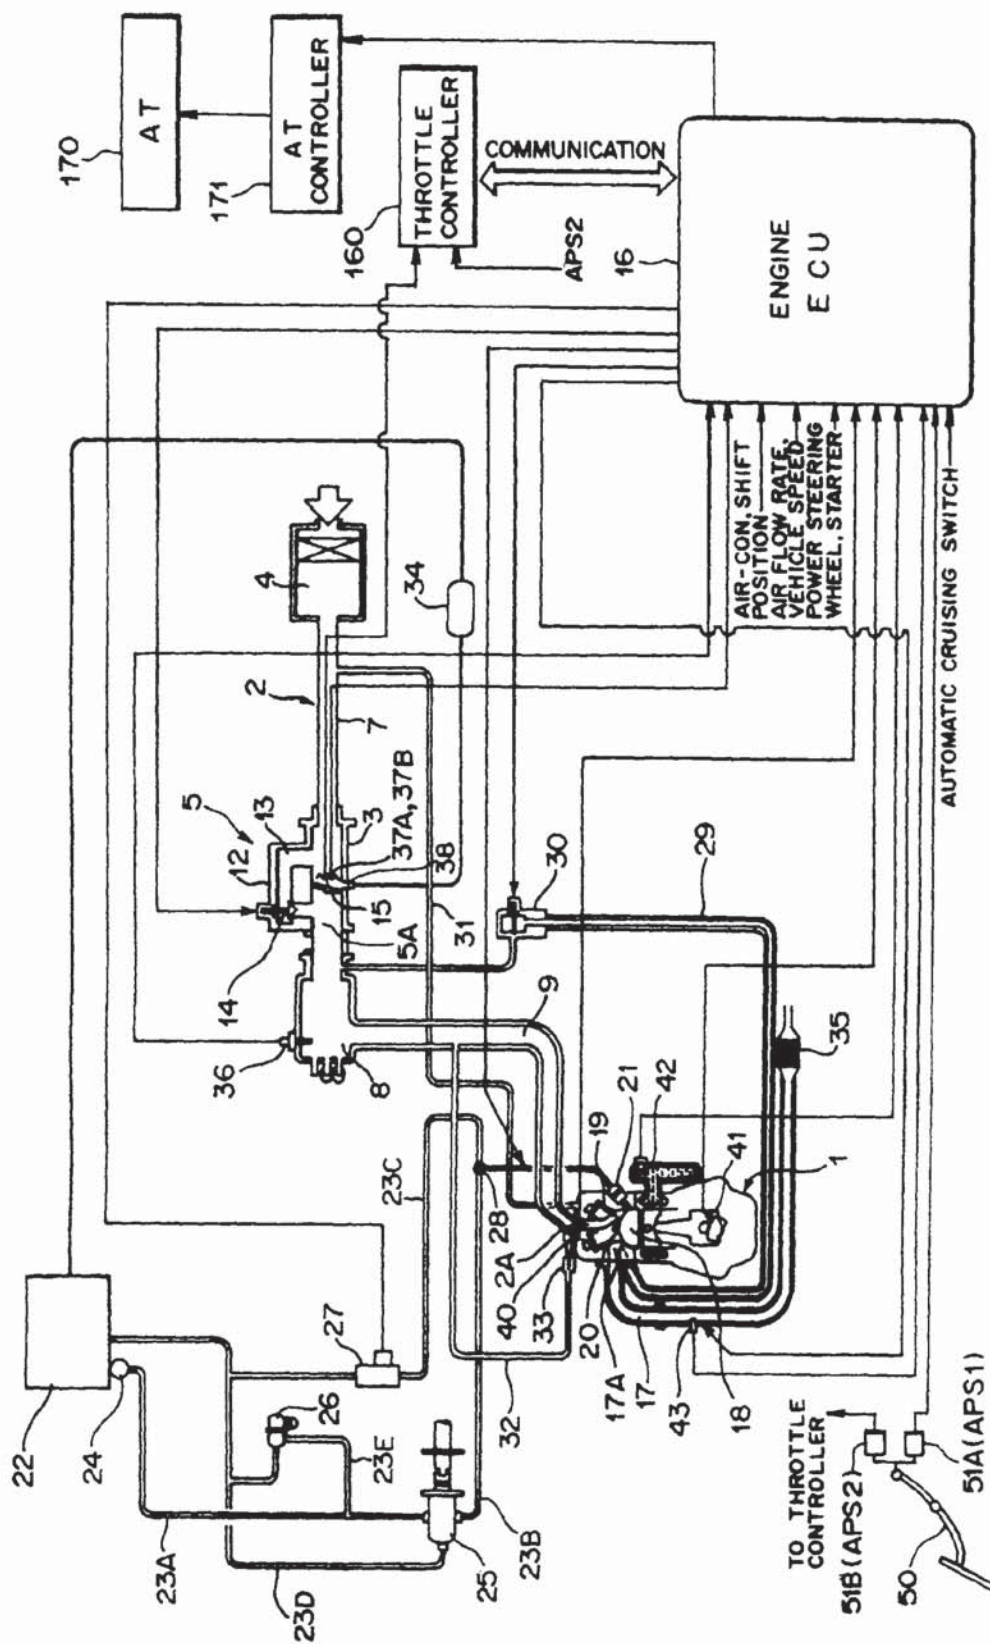 170
AT
171
AT
CONTROLLER
160
THROTTLE
CONTROLLER
COMMUNICATION
APS2
16
ENGINE
ECU
AIR-CON, SHIFT
POSITION
AIR FLOW RATE,
VEHICLE SPEED
POWER STEERING
WHEEL, STARTER
AUTOMATIC CRUISING SWITCH
4
34
2
7
5
13
12
3
37A, 37B
38
15
5A
14
31
30
29
36
8
9
35
21
42
19
41
1
28
2A
40
33
20
17A
17
43
18
23C
27
32
22
24
26
23E
23A
25
23B
23D
TO THROTTLE
CONTROLLER
51B (APS2)
51A (APS1)
50